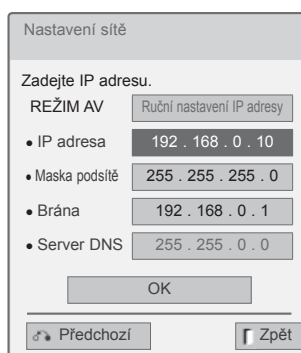 Nastavení sítě
Zadejte IP adresu.
REŽIM AV Ruční nastavení IP adresy
• IP adresa 192 . 168 . 0 . 10
• Maska podsítě 255 . 255 . 255 . 0
• Brána 192 . 168 . 0 . 1
• Server DNS 255 . 255 . 0 . 0
OK
Předchozí Zpět